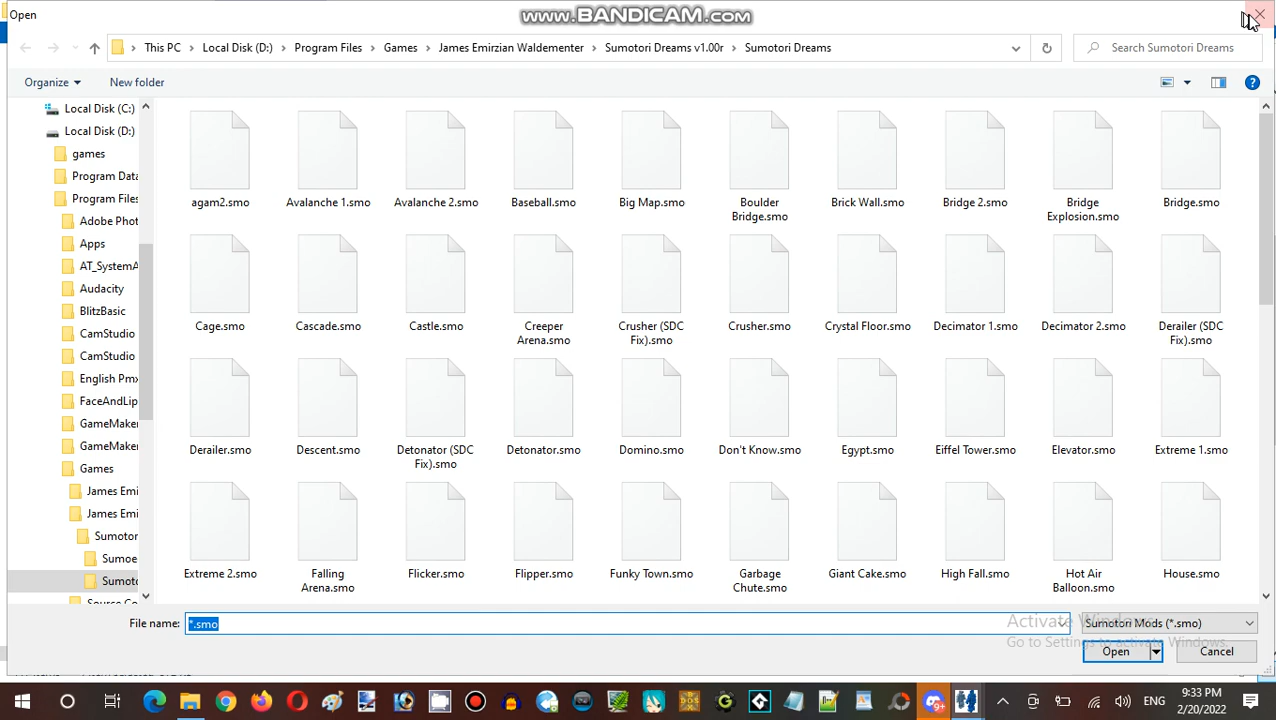 Open
www.BANDICAM.com
This PC > Local Disk (D:) > Program Files > Games > James Emirzian Waldementer > Sumotori Dreams v1.00r > Sumotori Dreams
Search Sumotori Dreams
Organize
New folder
Local Disk (C:)
Local Disk (D:)
games
Program Data
Program Files
Adobe Phot
Apps
AT_SystemA
Audacity
BlitzBasic
CamStudio
CamStudio
English Pmx
FaceAndLip
GameMaker
GameMaker
Games
James Emi
James Emi
Sumotor
Sumoe
Sumoto
Source Co
agam2.smo
Avalanche 1.smo
Avalanche 2.smo
Baseball.smo
Big Map.smo
Boulder Bridge.smo
Brick Wall.smo
Bridge 2.smo
Bridge Explosion.smo
Bridge.smo
Cage.smo
Cascade.smo
Castle.smo
Creeper Arena.smo
Crusher (SDC Fix).smo
Crusher.smo
Crystal Floor.smo
Decimator 1.smo
Decimator 2.smo
Derailer (SDC Fix).smo
Derailer.smo
Descent.smo
Detonator (SDC Fix).smo
Detonator.smo
Domino.smo
Don't Know.smo
Egypt.smo
Eiffel Tower.smo
Elevator.smo
Extreme 1.smo
Extreme 2.smo
Falling Arena.smo
Flicker.smo
Flipper.smo
Funky Town.smo
Garbage Chute.smo
Giant Cake.smo
High Fall.smo
Hot Air Balloon.smo
House.smo
File name:
*.smo
Sumotori Mods (*.smo)
Activate Windows
Go to Settings to activate Windows.
Open
Cancel
ENG
9:33 PM
2/20/2022